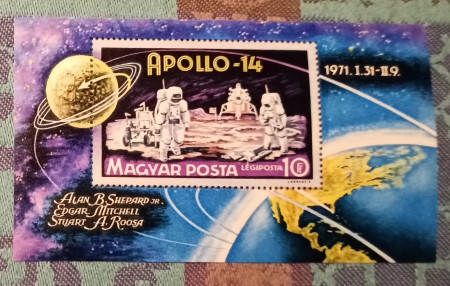 APOLLO-14
1971.I.31-II.9.
MAGYAR POSTA LÉGIPOSTA 10 Ft
ALAN B. SHEPARD JR.
EDGAR MITCHELL
STUART A. ROOSA